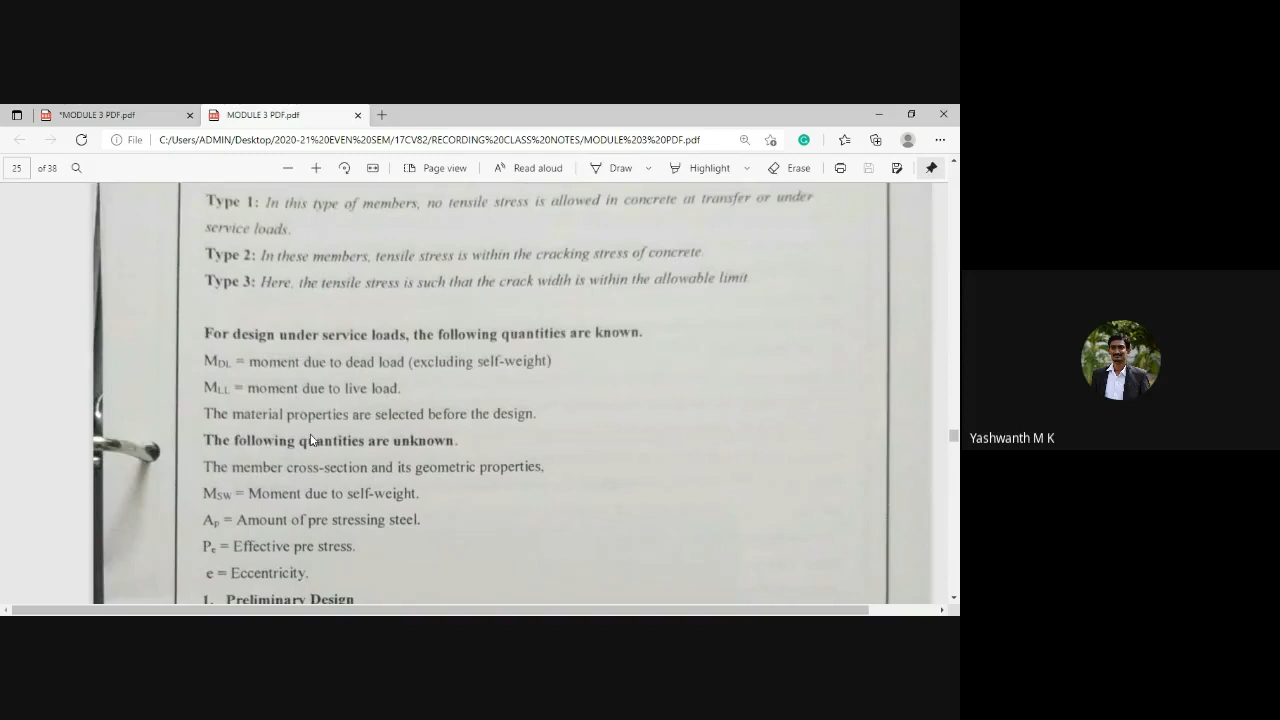 *MODULE 3 PDF.pdf
MODULE 3 PDF.pdf
File
C:/Users/ADMIN/Desktop/2020-21%20EVEN%20SEM/17CV82/RECORDING%20CLASS%20NOTES/MODULE%203%20PDF.pdf
25 of 38
Page view
Read aloud
Draw
Highlight
Erase
Type 1: In this type of members, no tensile stress is allowed in concrete at transfer or under
service loads.
Type 2: In these members, tensile stress is within the cracking stress of concrete.
Type 3: Here, the tensile stress is such that the crack width is within the allowable limit.
For design under service loads, the following quantities are known.
MDL = moment due to dead load (excluding self-weight)
MLL = moment due to live load.
The material properties are selected before the design.
The following quantities are unknown.
The member cross-section and its geometric properties,
MSW = Moment due to self-weight.
Ap = Amount of pre stressing steel.
Pe = Effective pre stress.
e = Eccentricity.
1. Preliminary Design
Yashwanth M K